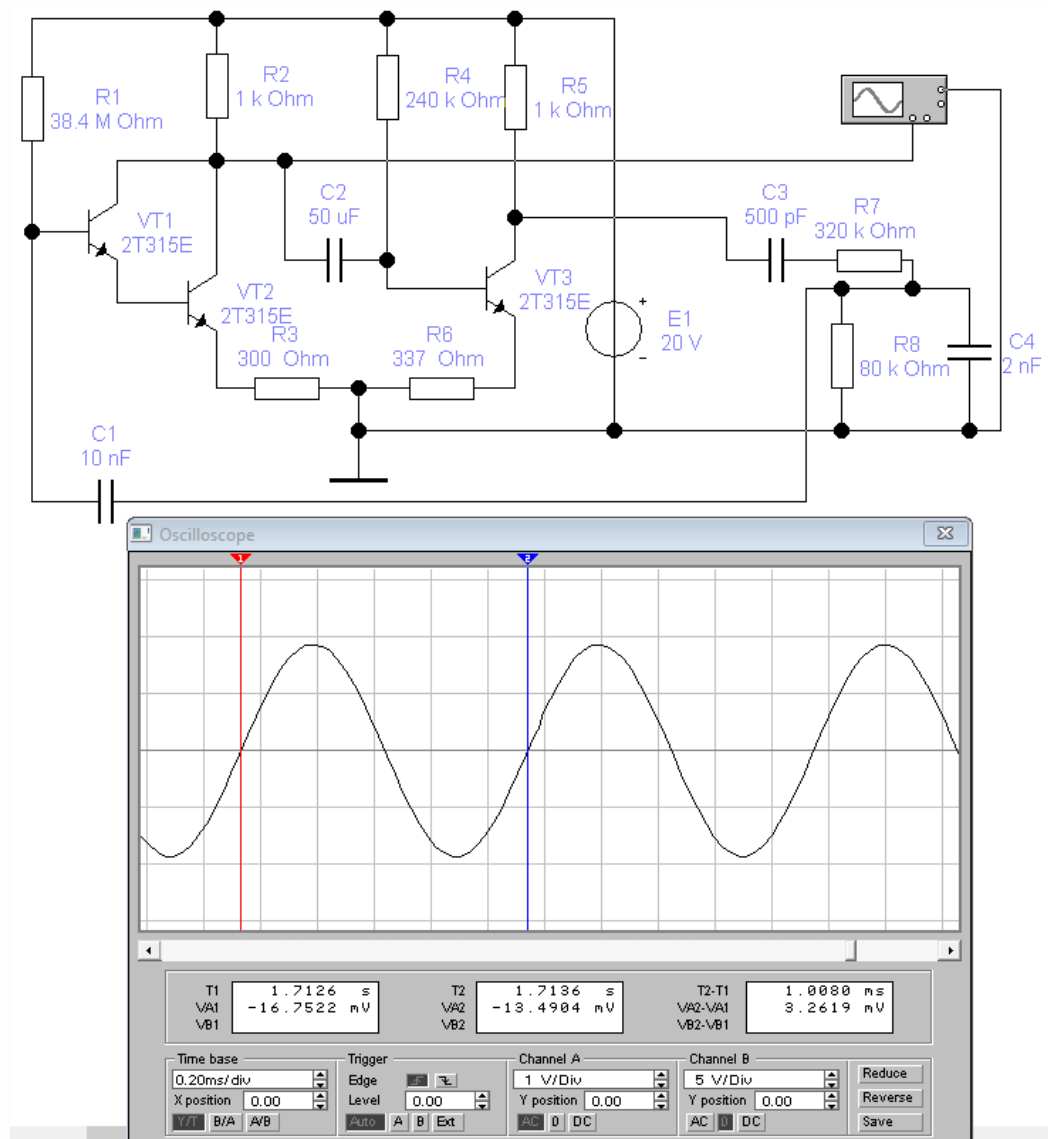 R1
38.4 M Ohm
R2
1 k Ohm
R4
240 k Ohm
R5
1 k Ohm
VT1
2T315E
C2
50 uF
C3
500 pF
R7
320 k Ohm
VT2
2T315E
VT3
2T315E
R3
300 Ohm
R6
337 Ohm
+
E1
20 V
−
R8
80 k Ohm
C4
2 nF
C1
10 nF
Oscilloscope
1
2
T1 1.7126 s
VA1 -16.7522 mV
VB1
T2 1.7136 s
VA2 -13.4904 mV
VB2
T2-T1 1.0080 ms
VA2-VA1 3.2619 mV
VB2-VB1
Time base
0.20ms/div
X position 0.00
Y/T B/A A/B
Trigger
Edge
Level 0.00
Auto A B Ext
Channel A
1 V/Div
Y position 0.00
AC 0 DC
Channel B
5 V/Div
Y position 0.00
AC 0 DC
Reduce
Reverse
Save